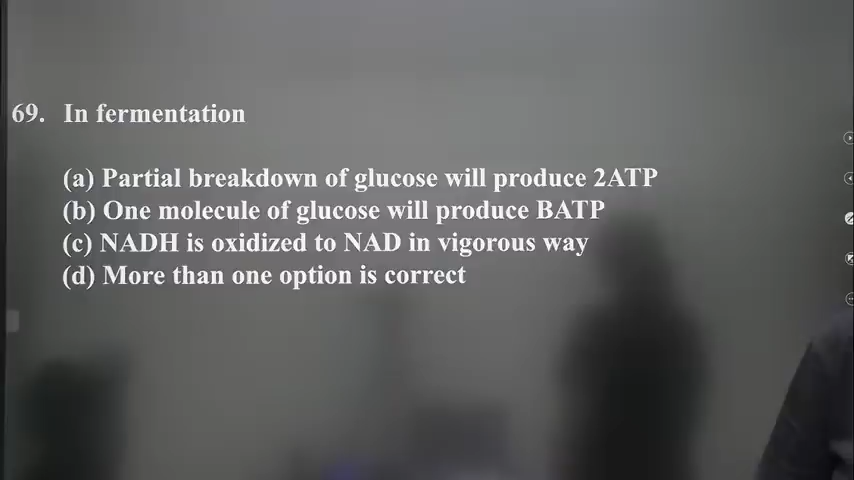 69. In fermentation
(a) Partial breakdown of glucose will produce 2ATP
(b) One molecule of glucose will produce BATP
(c) NADH is oxidized to NAD in vigorous way
(d) More than one option is correct